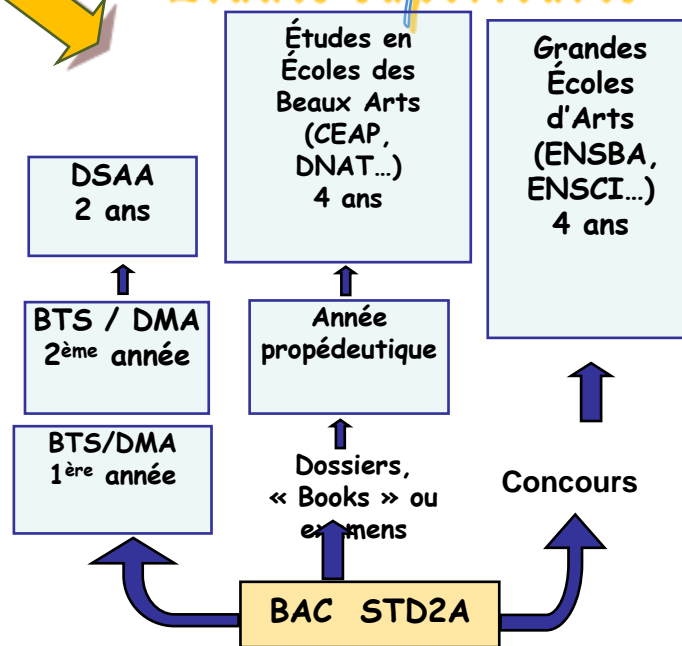 Études en
Écoles des
Beaux Arts
(CEAP,
DNAT…)
4 ans
Grandes
Écoles
d'Arts
(ENSBA,
ENSCI…)
4 ans
DSAA
2 ans
BTS / DMA
2ème année
Année
propédeutique
BTS/DMA
1ère année
Dossiers,
« Books » ou
examens
Concours
BAC STD2A